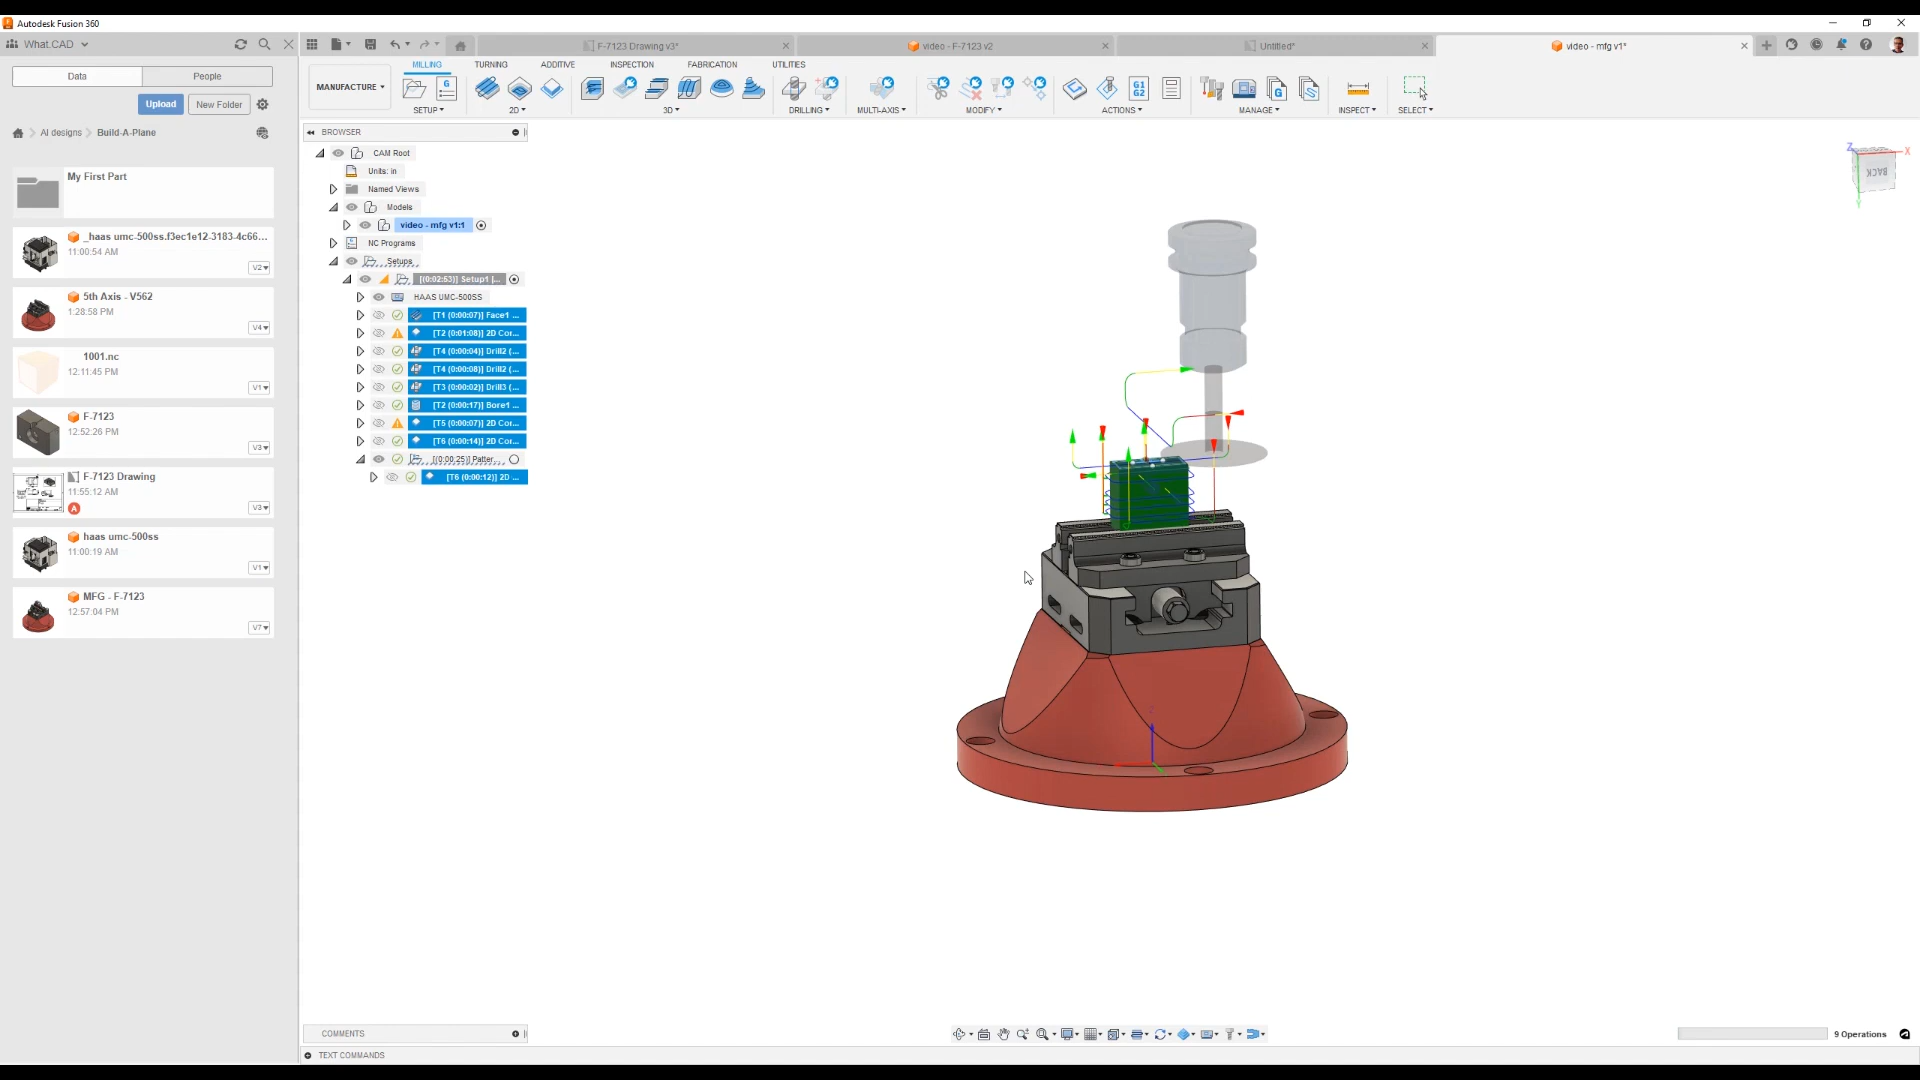 Autodesk Fusion 360
What.CAD
F-7123 Drawing v3*
video - F-7123 v2
Untitled*
video - mfg v1*
Data
People
MANUFACTURE
MILLING
TURNING
ADDITIVE
INSPECTION
FABRICATION
UTILITIES
G1
G2
Upload
New Folder
SETUP
2D
3D
DRILLING
MULTI-AXIS
MODIFY
ACTIONS
MANAGE
INSPECT
SELECT
AI designs
Build-A-Plane
BROWSER
CAM Root
Units: in
Named Views
Models
video - mfg v1:1
NC Programs
Setups
[(0:02:53)] Setup1 |...
HAAS UMC-500SS
[T1 (0:00:07)] Face1 ...
[T2 (0:01:08)] 2D Con...
[T4 (0:00:04)] Drill2 (...
[T4 (0:00:08)] Drill2 (...
[T3 (0:00:02)] Drill3 (...
[T2 (0:00:17)] Bore1 ...
[T5 (0:00:07)] 2D Con...
[T6 (0:00:14)] 2D Con...
[(0:00:25)] Patter...
[T6 (0:00:12)] 2D ...
My First Part
_haas umc-500ss.f3ec1e12-3183-4c66...
11:00:54 AM
V2
5th Axis - V562
1:28:58 PM
V4
1001.nc
12:11:45 PM
V1
F-7123
12:52:26 PM
V3
F-7123 Drawing
11:55:12 AM
A
V3
haas umc-500ss
11:00:19 AM
V1
MFG - F-7123
12:57:04 PM
V7
Z
X
BACK
Y
COMMENTS
9 Operations
TEXT COMMANDS